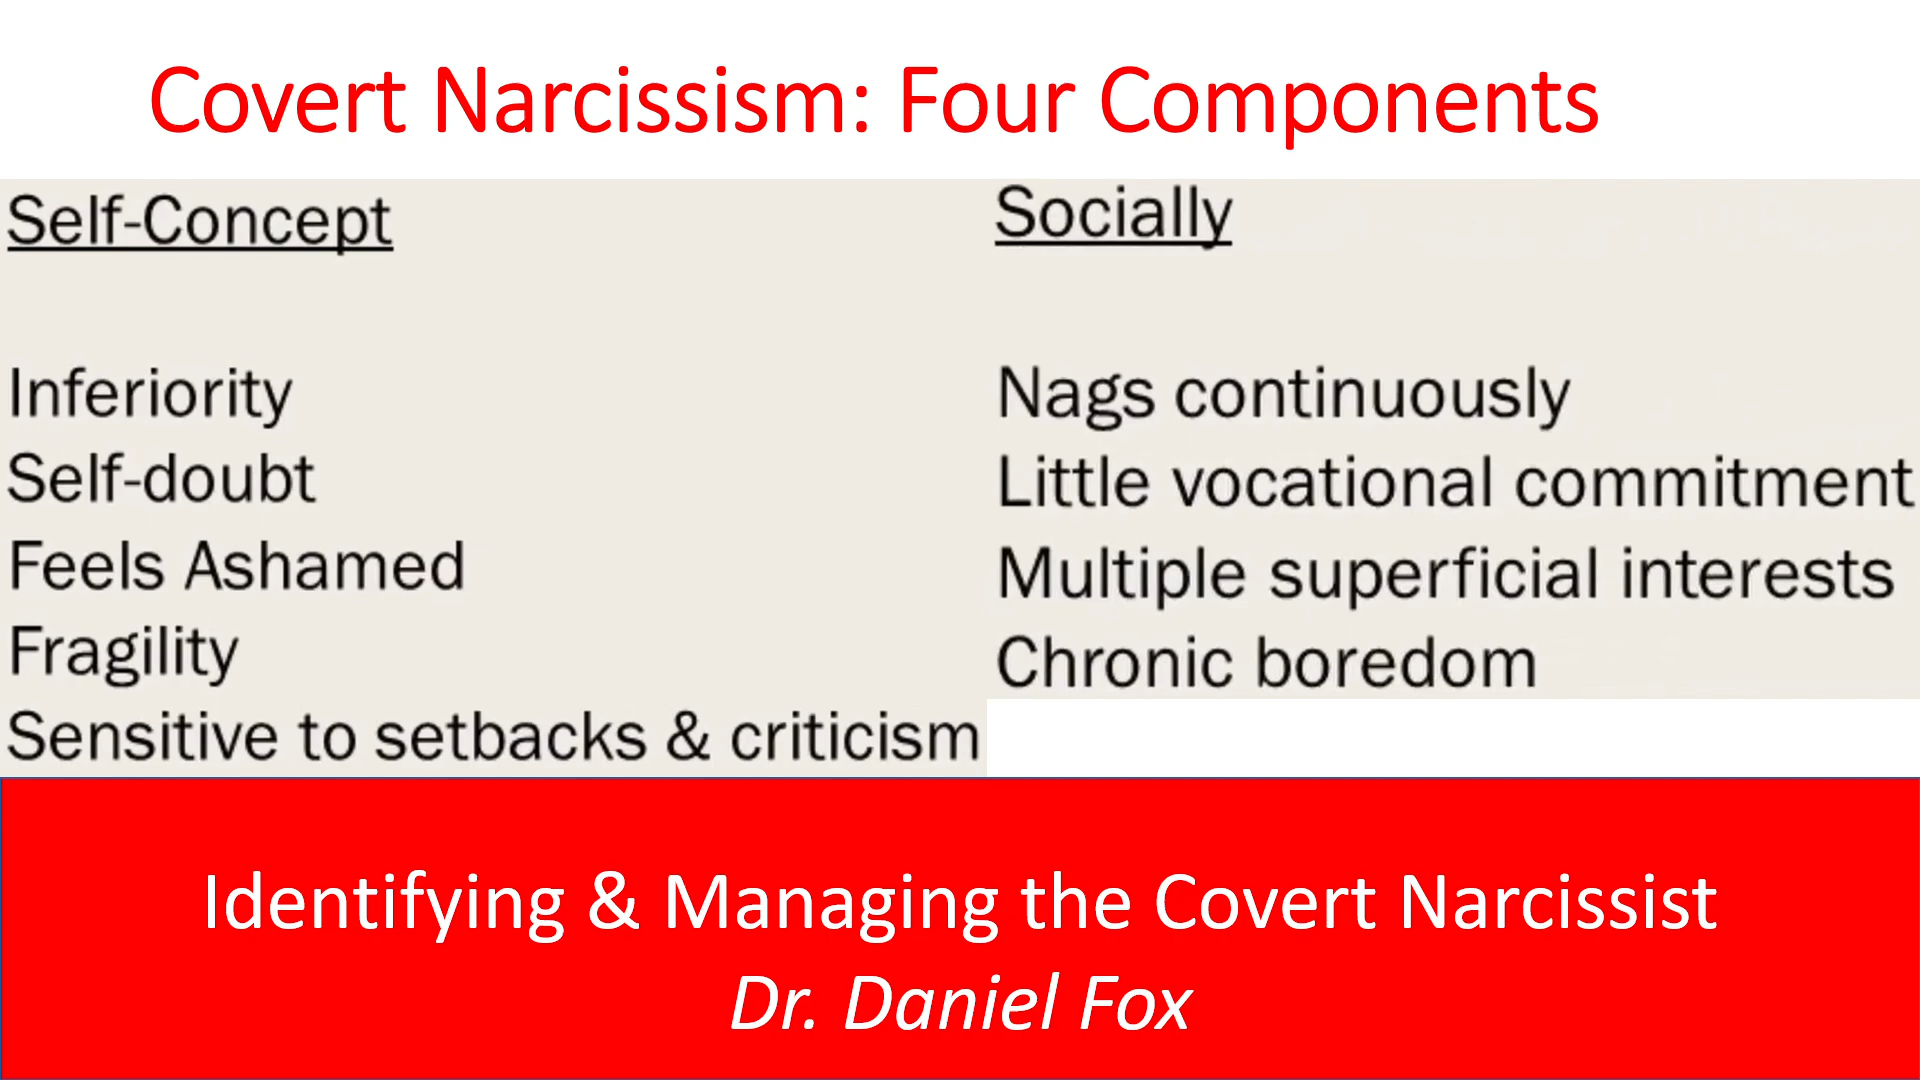 Covert Narcissism: Four Components
Self-Concept
Inferiority
Self-doubt
Feels Ashamed
Fragility
Sensitive to setbacks & criticism
Socially
Nags continuously
Little vocational commitment
Multiple superficial interests
Chronic boredom
Identifying & Managing the Covert Narcissist
Dr. Daniel Fox